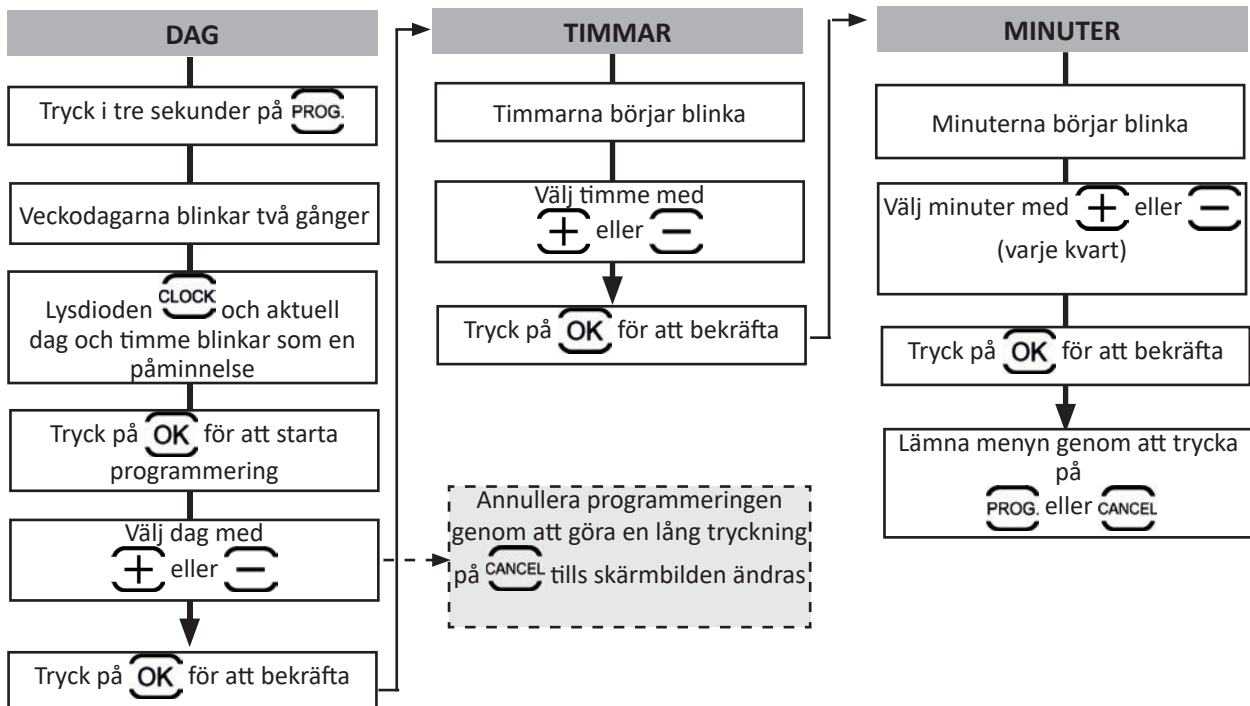 DAG
Tryck i tre sekunder på PROG.
Veckodagarna blinkar två gånger
Lysdioden CLOCK och aktuell
dag och timme blinkar som en
påminnelse
Tryck på OK för att starta
programmering
Välj dag med
+ eller −
Tryck på OK för att bekräfta
Annullera programmeringen
genom att göra en lång tryckning
på CANCEL tills skärmbilden ändras
TIMMAR
Timmarna börjar blinka
Välj timme med
+ eller −
Tryck på OK för att bekräfta
MINUTER
Minuterna börjar blinka
Välj minuter med + eller −
(varje kvart)
Tryck på OK för att bekräfta
Lämna menyn genom att trycka
på
PROG. eller CANCEL